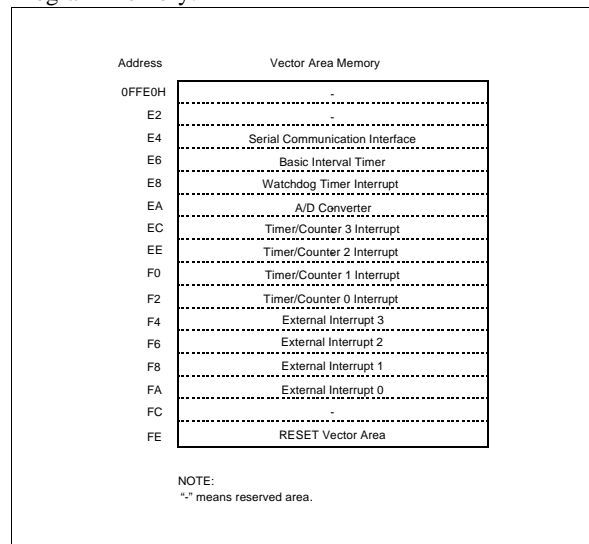 Address Vector Area Memory
0FFE0H -
E2 -
E4 Serial Communication Interface
E6 Basic Interval Timer
E8 Watchdog Timer Interrupt
EA A/D Converter
EC Timer/Counter 3 Interrupt
EE Timer/Counter 2 Interrupt
F0 Timer/Counter 1 Interrupt
F2 Timer/Counter 0 Interrupt
F4 External Interrupt 3
F6 External Interrupt 2
F8 External Interrupt 1
FA External Interrupt 0
FC -
FE RESET Vector Area
NOTE:
“-” means reserved area.